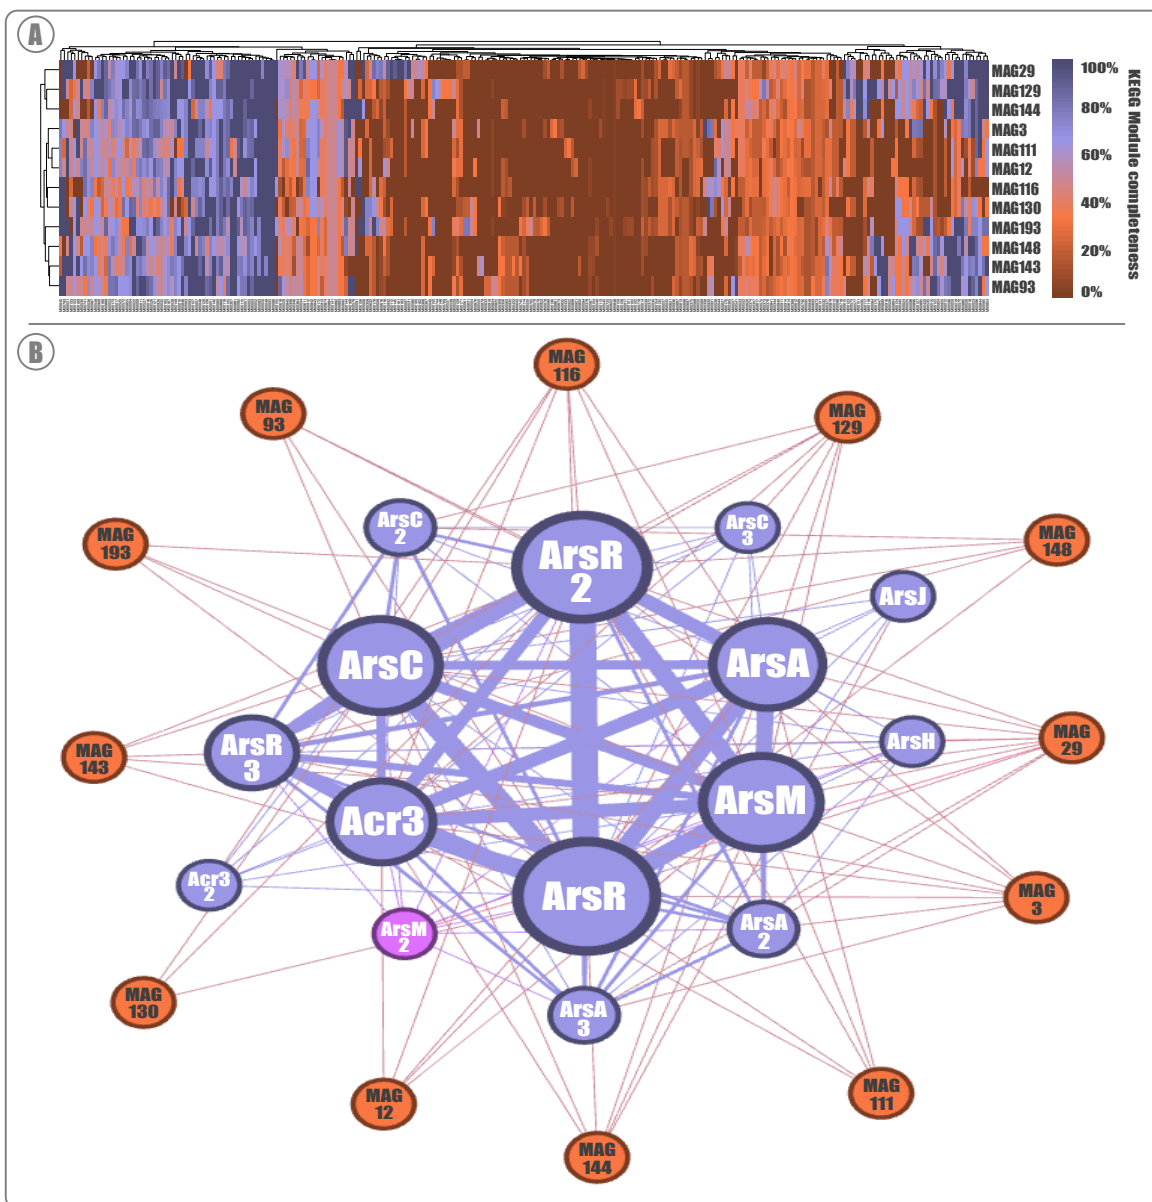 A
100%
80%
60%
40%
20%
0%
KEGG Module completeness
MAG29
MAG129
MAG144
MAG3
MAG111
MAG12
MAG116
MAG130
MAG193
MAG148
MAG143
MAG93
B
MAG
116
MAG
93
MAG
129
ArsC
2
ArsC
3
MAG
193
MAG
148
ArsR
2
ArsJ
ArsC
ArsA
ArsR
3
ArsH
MAG
29
MAG
143
Acr3
ArsM
Acr3
2
ArsR
MAG
3
ArsM
2
ArsA
2
MAG
130
ArsA
3
MAG
12
MAG
111
MAG
144